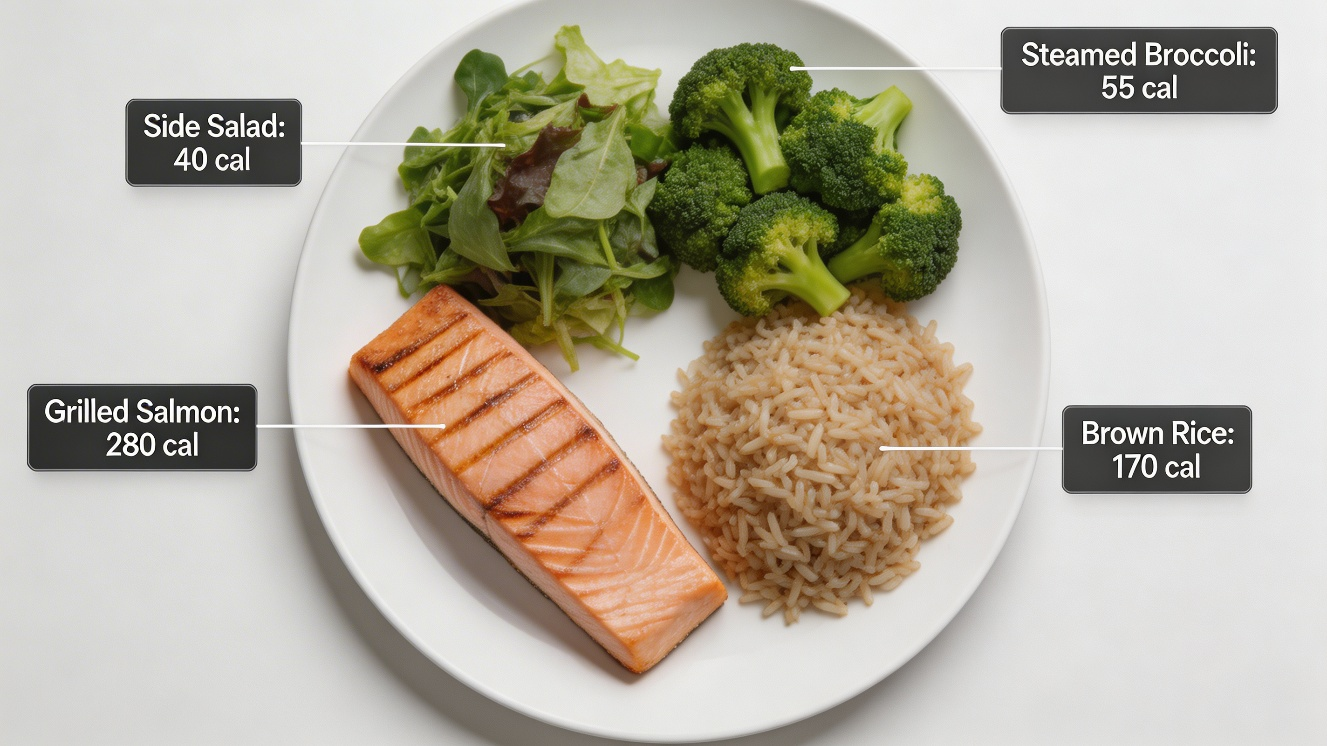 Steamed Broccoli:
55 cal
Side Salad:
40 cal
Grilled Salmon:
280 cal
Brown Rice:
170 cal